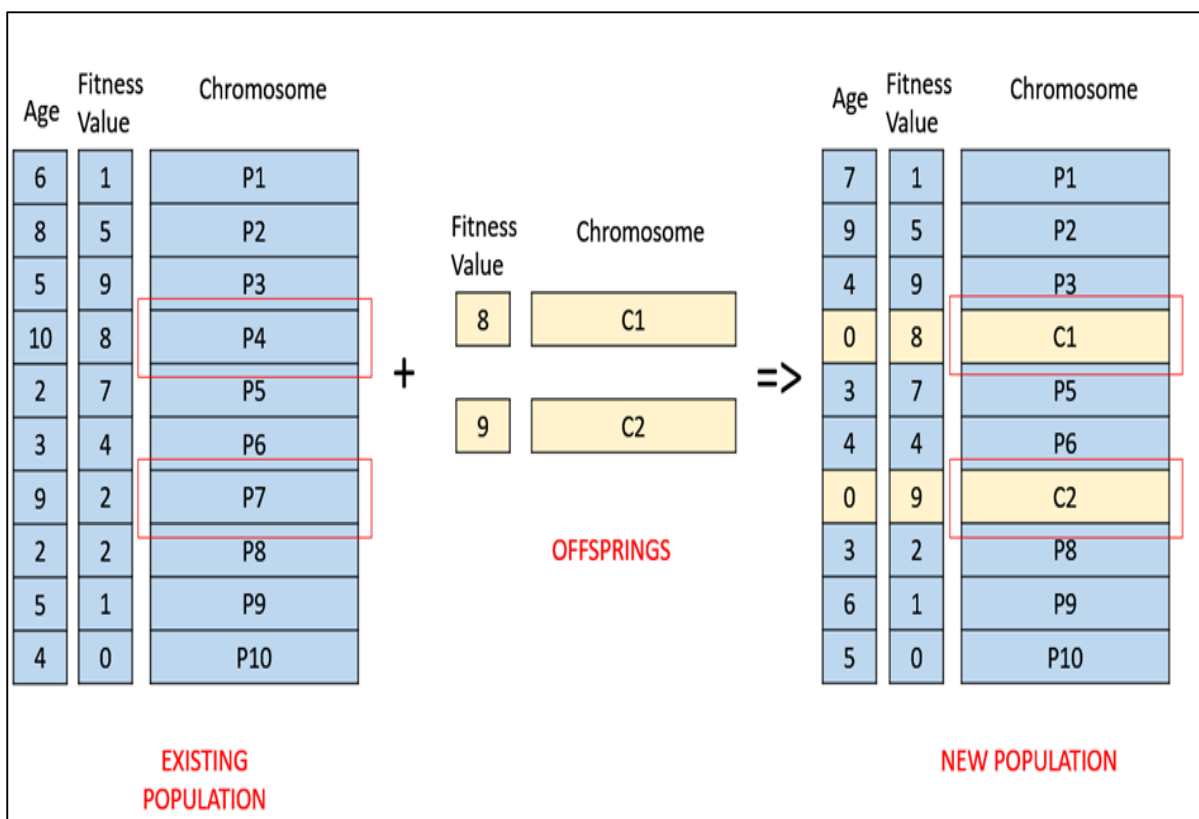 Age Fitness Value Chromosome
6 1 P1
8 5 P2
5 9 P3
10 8 P4
2 7 P5
3 4 P6
9 2 P7
2 2 P8
5 1 P9
4 0 P10
EXISTING
POPULATION
+
Fitness Value Chromosome
8 C1
9 C2
OFFSPRINGS
=>
Age Fitness Value Chromosome
7 1 P1
9 5 P2
4 9 P3
0 8 C1
3 7 P5
4 4 P6
0 9 C2
3 2 P8
6 1 P9
5 0 P10
NEW POPULATION